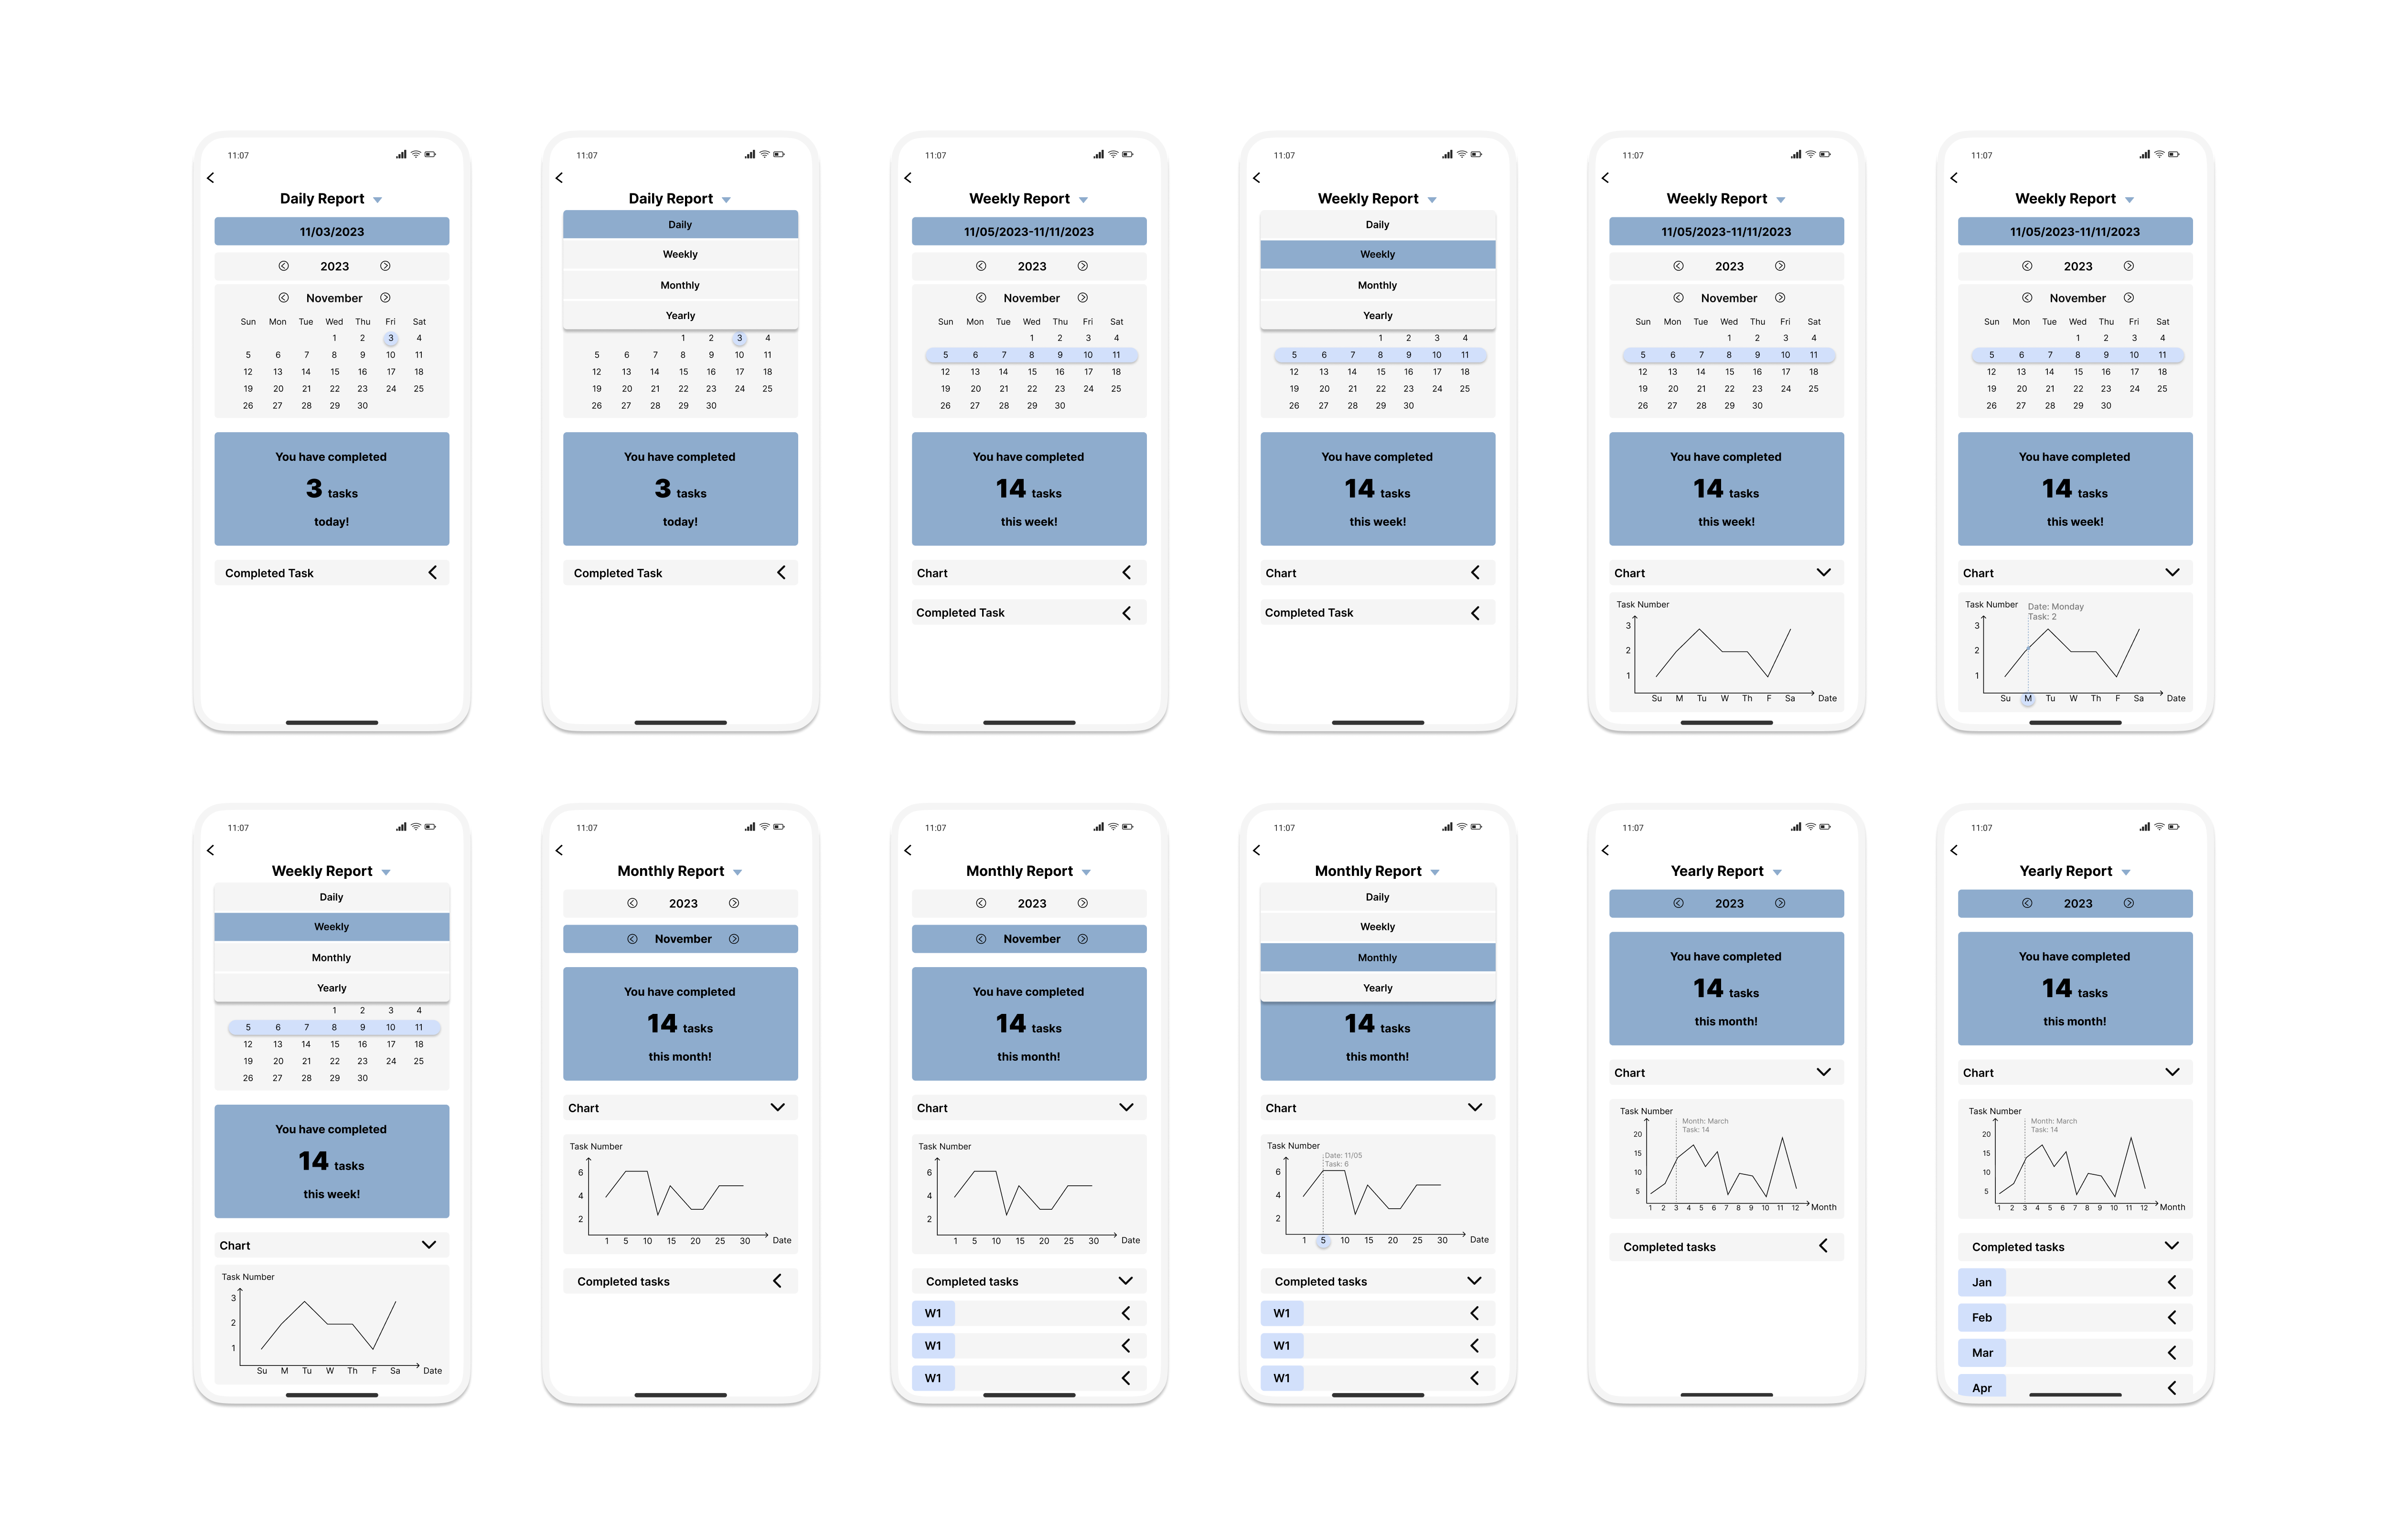 11:07
Daily Report
11/03/2023
2023
November
Sun Mon Tue Wed Thu Fri Sat
1 2 3 4
5 6 7 8 9 10 11
12 13 14 15 16 17 18
19 20 21 22 23 24 25
26 27 28 29 30
You have completed
3 tasks
today!
Completed Task
11:07
Daily Report
Daily
Weekly
Monthly
Yearly
1 2 3 4
5 6 7 8 9 10 11
12 13 14 15 16 17 18
19 20 21 22 23 24 25
26 27 28 29 30
You have completed
3 tasks
today!
Completed Task
11:07
Weekly Report
11/05/2023-11/11/2023
2023
November
Sun Mon Tue Wed Thu Fri Sat
1 2 3 4
5 6 7 8 9 10 11
12 13 14 15 16 17 18
19 20 21 22 23 24 25
26 27 28 29 30
You have completed
14 tasks
this week!
Chart
Completed Task
11:07
Weekly Report
Daily
Weekly
Monthly
Yearly
1 2 3 4
5 6 7 8 9 10 11
12 13 14 15 16 17 18
19 20 21 22 23 24 25
26 27 28 29 30
You have completed
14 tasks
this week!
Chart
Completed Task
11:07
Weekly Report
11/05/2023-11/11/2023
2023
November
Sun Mon Tue Wed Thu Fri Sat
1 2 3 4
5 6 7 8 9 10 11
12 13 14 15 16 17 18
19 20 21 22 23 24 25
26 27 28 29 30
You have completed
14 tasks
this week!
Chart
Task Number
3
2
1
Su M Tu W Th F Sa Date
11:07
Weekly Report
11/05/2023-11/11/2023
2023
November
Sun Mon Tue Wed Thu Fri Sat
1 2 3 4
5 6 7 8 9 10 11
12 13 14 15 16 17 18
19 20 21 22 23 24 25
26 27 28 29 30
You have completed
14 tasks
this week!
Chart
Task Number
Date: Monday
Task: 2
3
2
1
Su M Tu W Th F Sa Date
11:07
Weekly Report
Daily
Weekly
Monthly
Yearly
1 2 3 4
5 6 7 8 9 10 11
12 13 14 15 16 17 18
19 20 21 22 23 24 25
26 27 28 29 30
You have completed
14 tasks
this week!
Chart
Task Number
3
2
1
Su M Tu W Th F Sa Date
11:07
Monthly Report
2023
November
You have completed
14 tasks
this month!
Chart
Task Number
6
4
2
1 5 10 15 20 25 30 Date
Completed tasks
11:07
Monthly Report
2023
November
You have completed
14 tasks
this month!
Chart
Task Number
6
4
2
1 5 10 15 20 25 30 Date
Completed tasks
W1
W1
W1
11:07
Monthly Report
Daily
Weekly
Monthly
Yearly
14 tasks
this month!
Chart
Task Number
Date: 11/05
Task: 6
6
4
2
1 5 10 15 20 25 30 Date
Completed tasks
W1
W1
W1
11:07
Yearly Report
2023
You have completed
14 tasks
this month!
Chart
Task Number
Month: March
Task: 14
20
15
10
5
1 2 3 4 5 6 7 8 9 10 11 12 Month
Completed tasks
11:07
Yearly Report
2023
You have completed
14 tasks
this month!
Chart
Task Number
Month: March
Task: 14
20
15
10
5
1 2 3 4 5 6 7 8 9 10 11 12 Month
Completed tasks
Jan
Feb
Mar
Apr